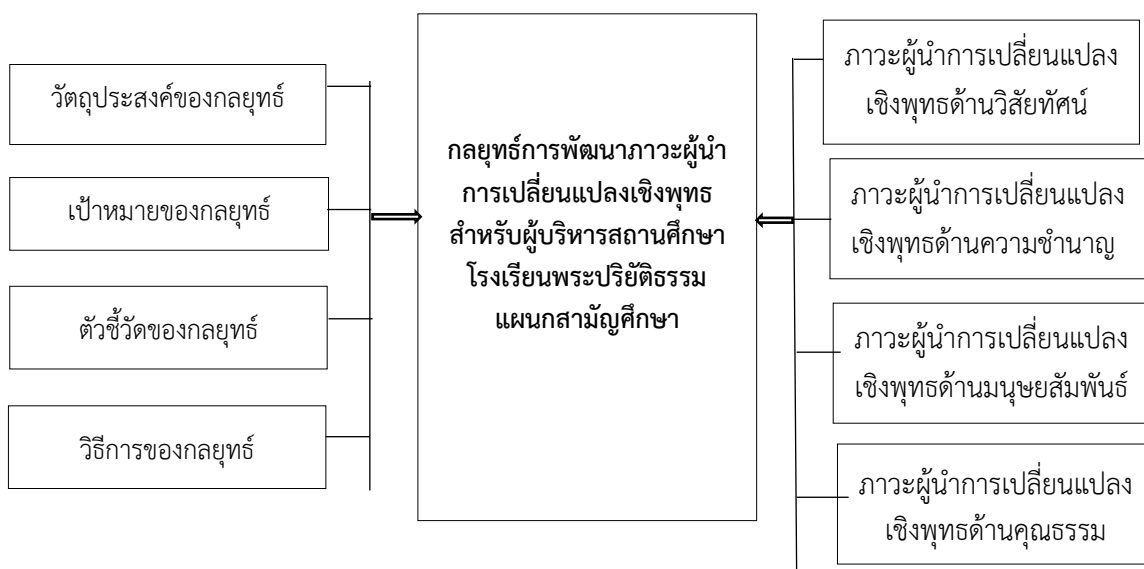 วัตถุประสงค์ของกลยุทธ์
เป้าหมายของกลยุทธ์
ตัวชี้วัดของกลยุทธ์
วิธีการของกลยุทธ์
กลยุทธ์การพัฒนาภาวะผู้นำ
การเปลี่ยนแปลงเชิงพุทธ
สำหรับผู้บริหารสถานศึกษา
โรงเรียนพระปริยัติธรรม
แผนกสามัญศึกษา
ภาวะผู้นำการเปลี่ยนแปลง
เชิงพุทธด้านวิสัยทัศน์
ภาวะผู้นำการเปลี่ยนแปลง
เชิงพุทธด้านความชำนาญ
ภาวะผู้นำการเปลี่ยนแปลง
เชิงพุทธด้านมนุษยสัมพันธ์
ภาวะผู้นำการเปลี่ยนแปลง
เชิงพุทธด้านคุณธรรม